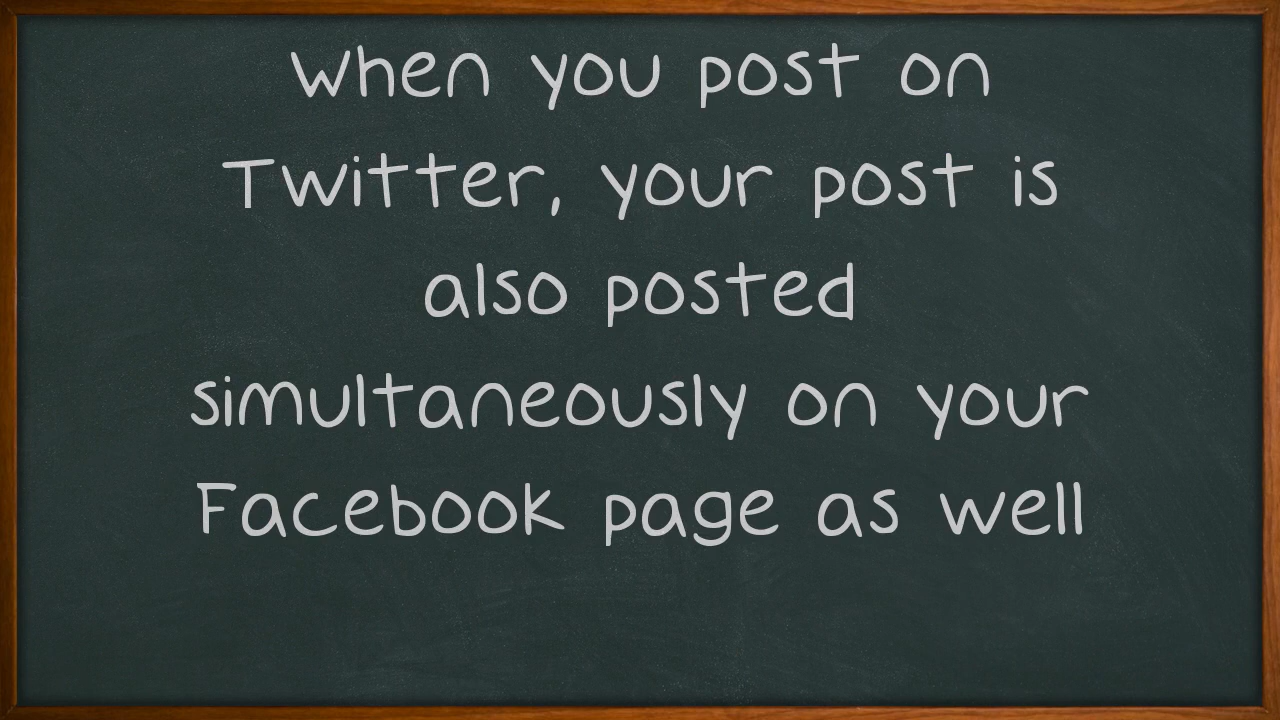 when you post on
Twitter, your post is
also posted
simultaneously on your
Facebook page as well